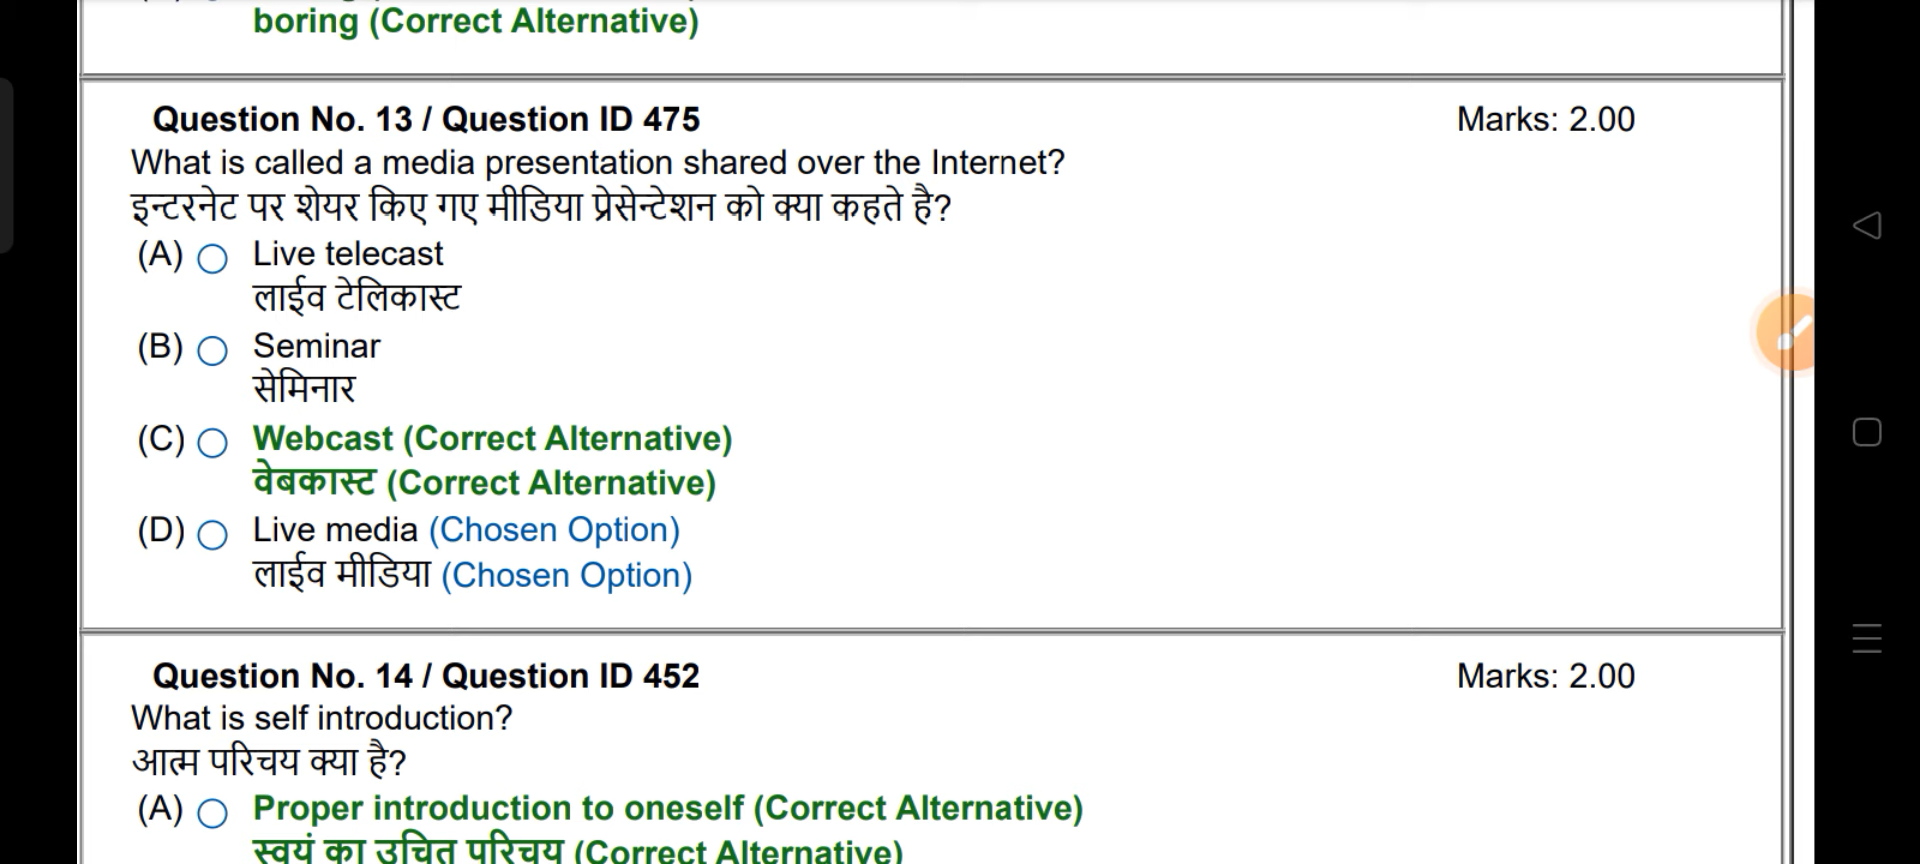 boring (Correct Alternative)
Question No. 13 / Question ID 475
Marks: 2.00
What is called a media presentation shared over the Internet?
इन्टरनेट पर शेयर किए गए मीडिया प्रेसेन्टेशन को क्या कहते है?
(A) Live telecast
लाईव टेलिकास्ट
(B) Seminar
सेमिनार
(C) Webcast (Correct Alternative)
वेबकास्ट (Correct Alternative)
(D) Live media (Chosen Option)
लाईव मीडिया (Chosen Option)
Question No. 14 / Question ID 452
Marks: 2.00
What is self introduction?
आत्म परिचय क्या है?
(A) Proper introduction to oneself (Correct Alternative)
स्वयं का उचित परिचय (Correct Alternative)